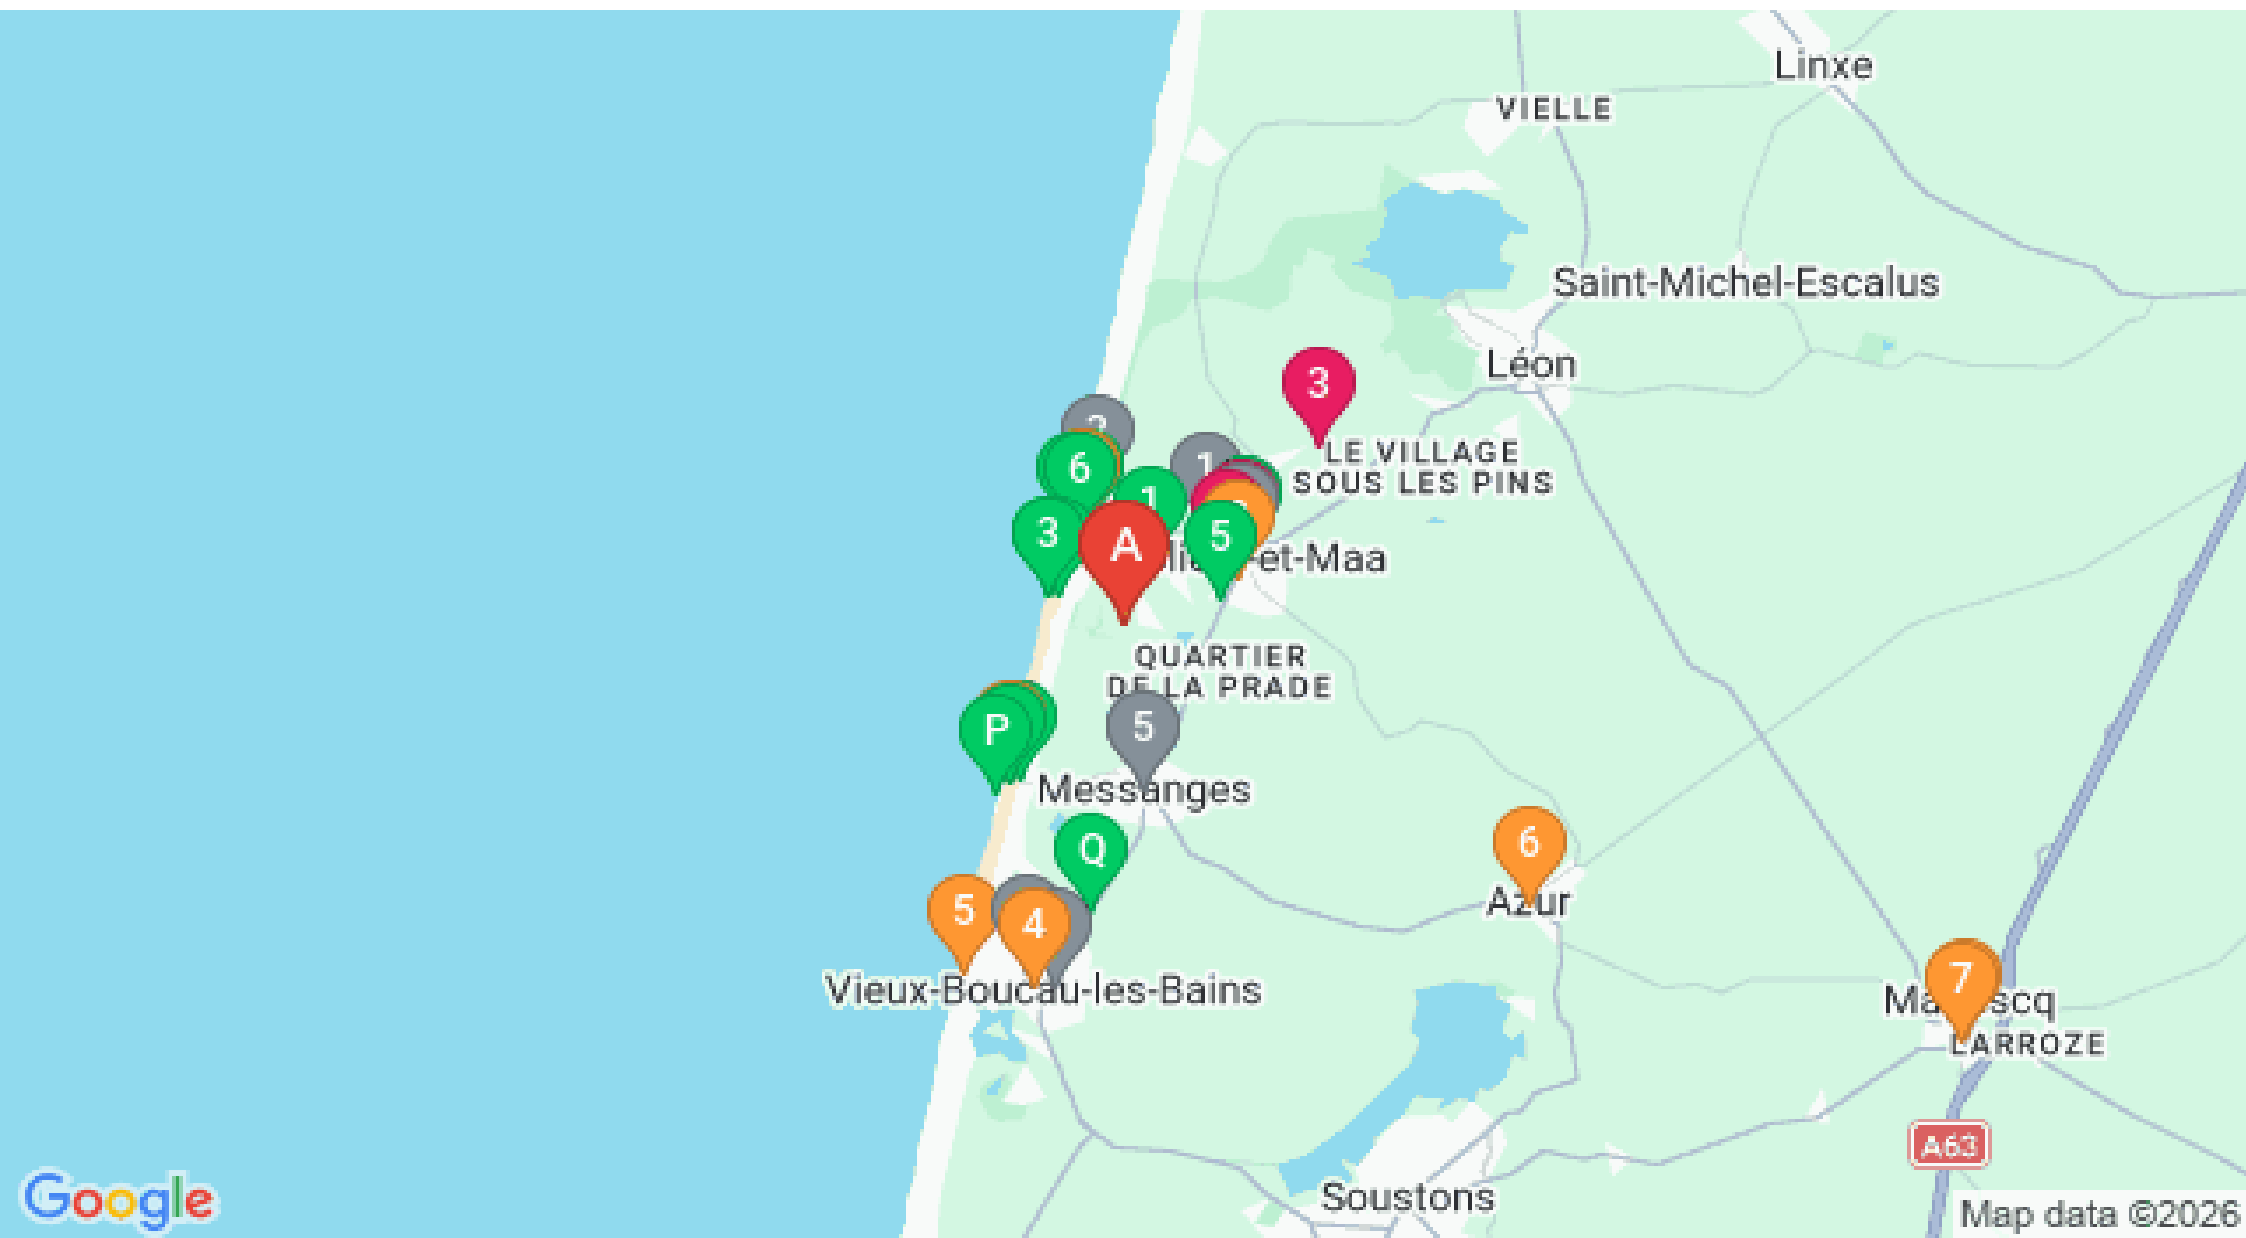 Linxe
VIELLE
Saint-Michel-Escalus
Léon
3
LE VILLAGE
SOUS LES PINS
1
6
1
3
A
5
-et-Maa
QUARTIER
DE LA PRADE
P
5
Messanges
Q
6
Azur
5
4
Vieux-Boucau-les-Bains
7
LARROZE
A63
Soustons
Google
Map data ©2026